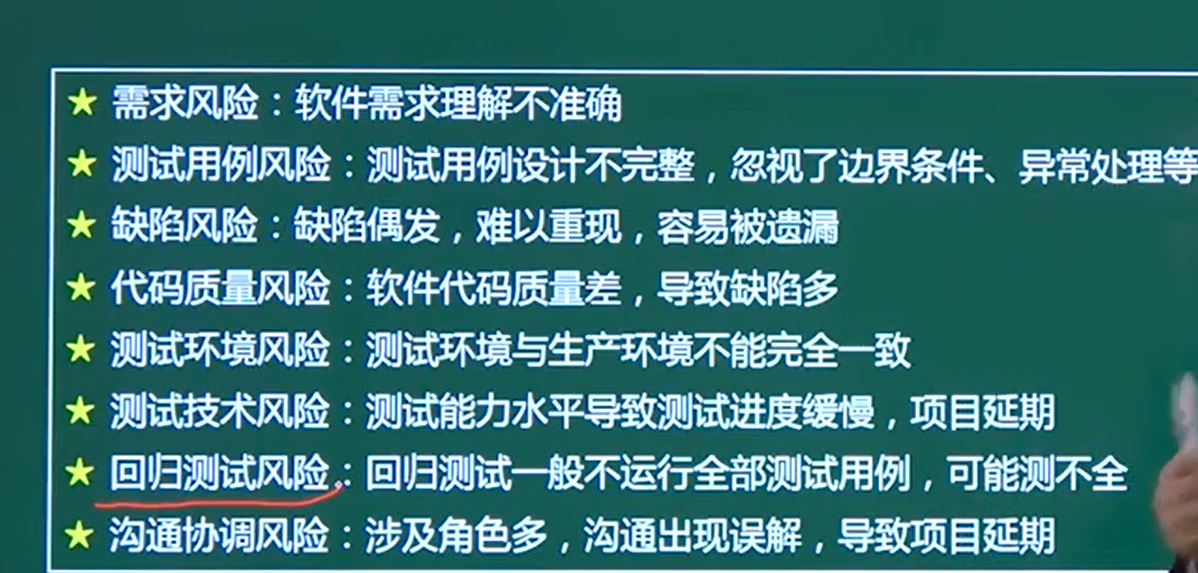 ★ 需求风险：软件需求理解不准确
★ 测试用例风险：测试用例设计不完整，忽视了边界条件、异常处理等
★ 缺陷风险：缺陷偶发，难以重现，容易被遗漏
★ 代码质量风险：软件代码质量差，导致缺陷多
★ 测试环境风险：测试环境与生产环境不能完全一致
★ 测试技术风险：测试能力水平导致测试进度缓慢，项目延期
★ 回归测试风险：回归测试一般不运行全部测试用例，可能测不全
★ 沟通协调风险：涉及角色多，沟通出现误解，导致项目延期